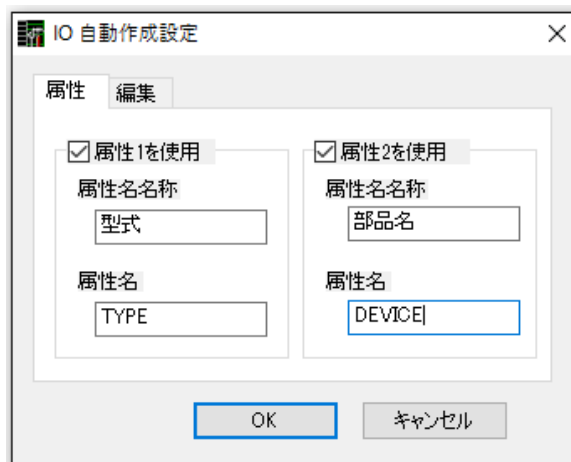 IO 自動作成設定
属性 編集
属性1を使用
属性名名称
型式
属性名
TYPE
属性2を使用
属性名名称
部品名
属性名
DEVICE
OK キャンセル